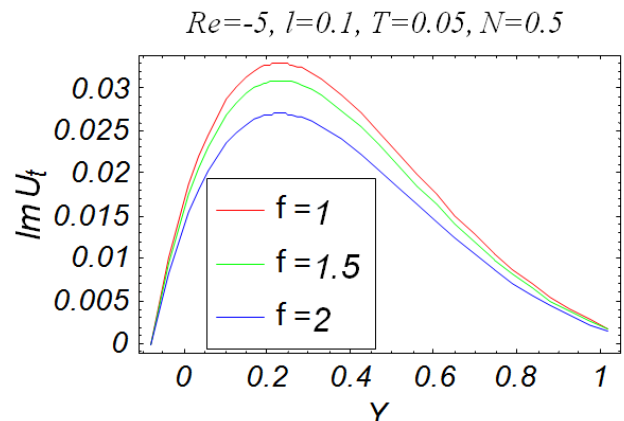 Re=-5, l=0.1, T=0.05, N=0.5
0.03
0.025
0.02
0.015
0.01
0.005
0
Im Ut
f = 1
f = 1.5
f = 2
0 0.2 0.4 0.6 0.8 1
Y